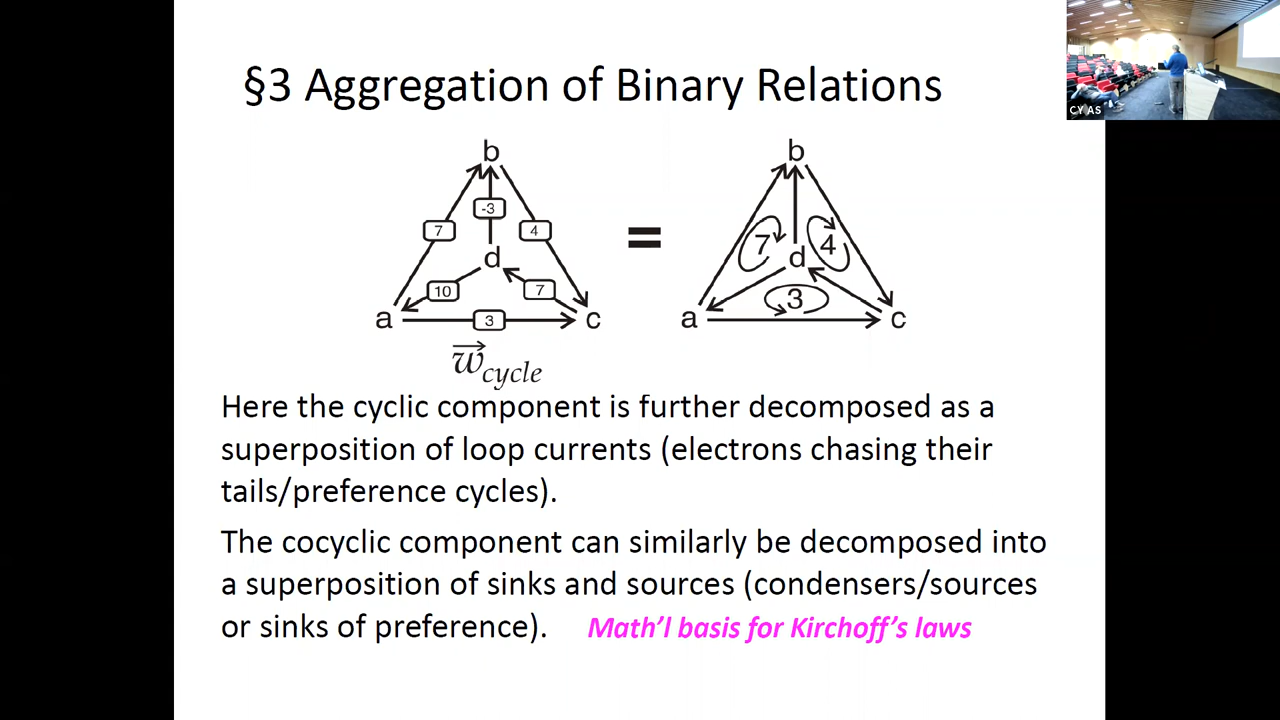 §3 Aggregation of Binary Relations
CY AS
b
b
-3
7
4
=
7
4
d
d
10
7
3
a
3
c
a
c
w cycle
Here the cyclic component is further decomposed as a
superposition of loop currents (electrons chasing their
tails/preference cycles).
The cocyclic component can similarly be decomposed into
a superposition of sinks and sources (condensers/sources
or sinks of preference). Math'l basis for Kirchoff's laws